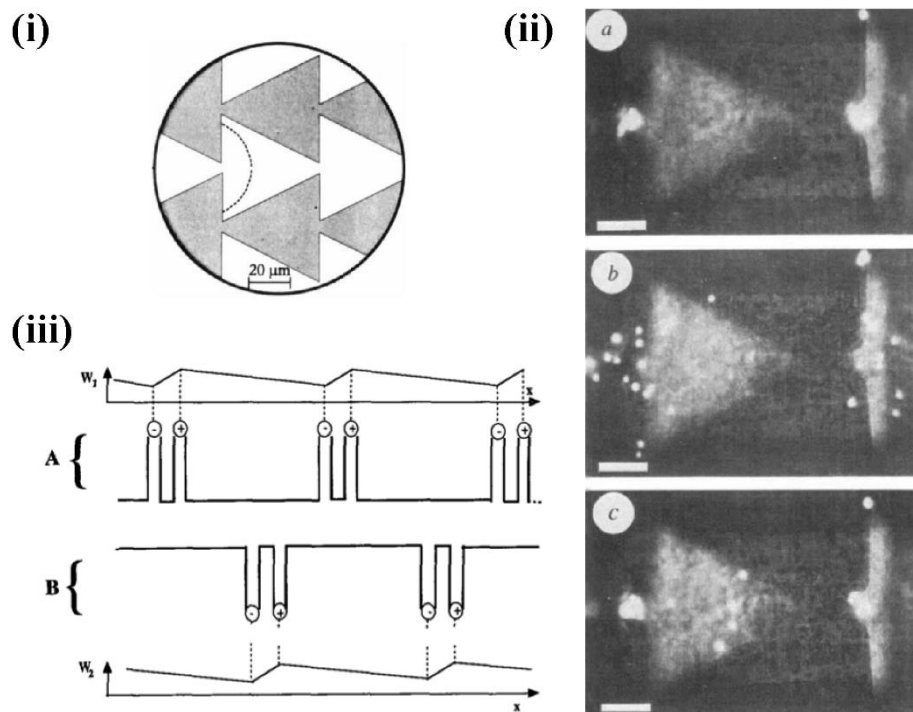 (i)
20 μm
(ii)
a
b
c
(iii)
W1
x
- +
- +
- +
A {
B {
- +
- +
W2
x